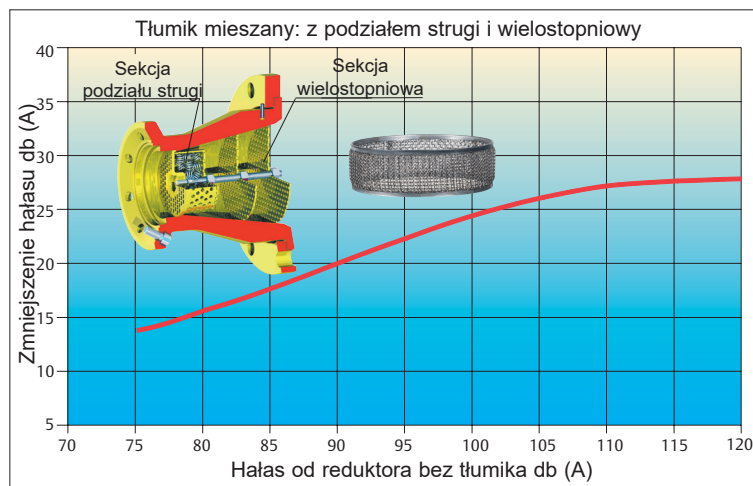 Tłumik mieszany: z podziałem strugi i wielostopniowy
Sekcja
podziału strugi
Sekcja
wielostopniowa
Zmniejszenie hałasu db (A)
40
35
30
25
20
15
10
5
70
75
80
85
90
95
100
105
110
115
120
Hałas od reduktora bez tłumika db (A)